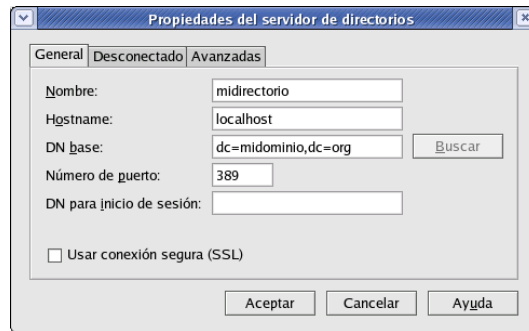 Propiedades del servidor de directorios
General Desconectado Avanzadas
Nombre: midirectorio
Hostname: localhost
DN base: dc=midominio,dc=org Buscar
Número de puerto: 389
DN para inicio de sesión:
Usar conexión segura (SSL)
Aceptar Cancelar Ayuda